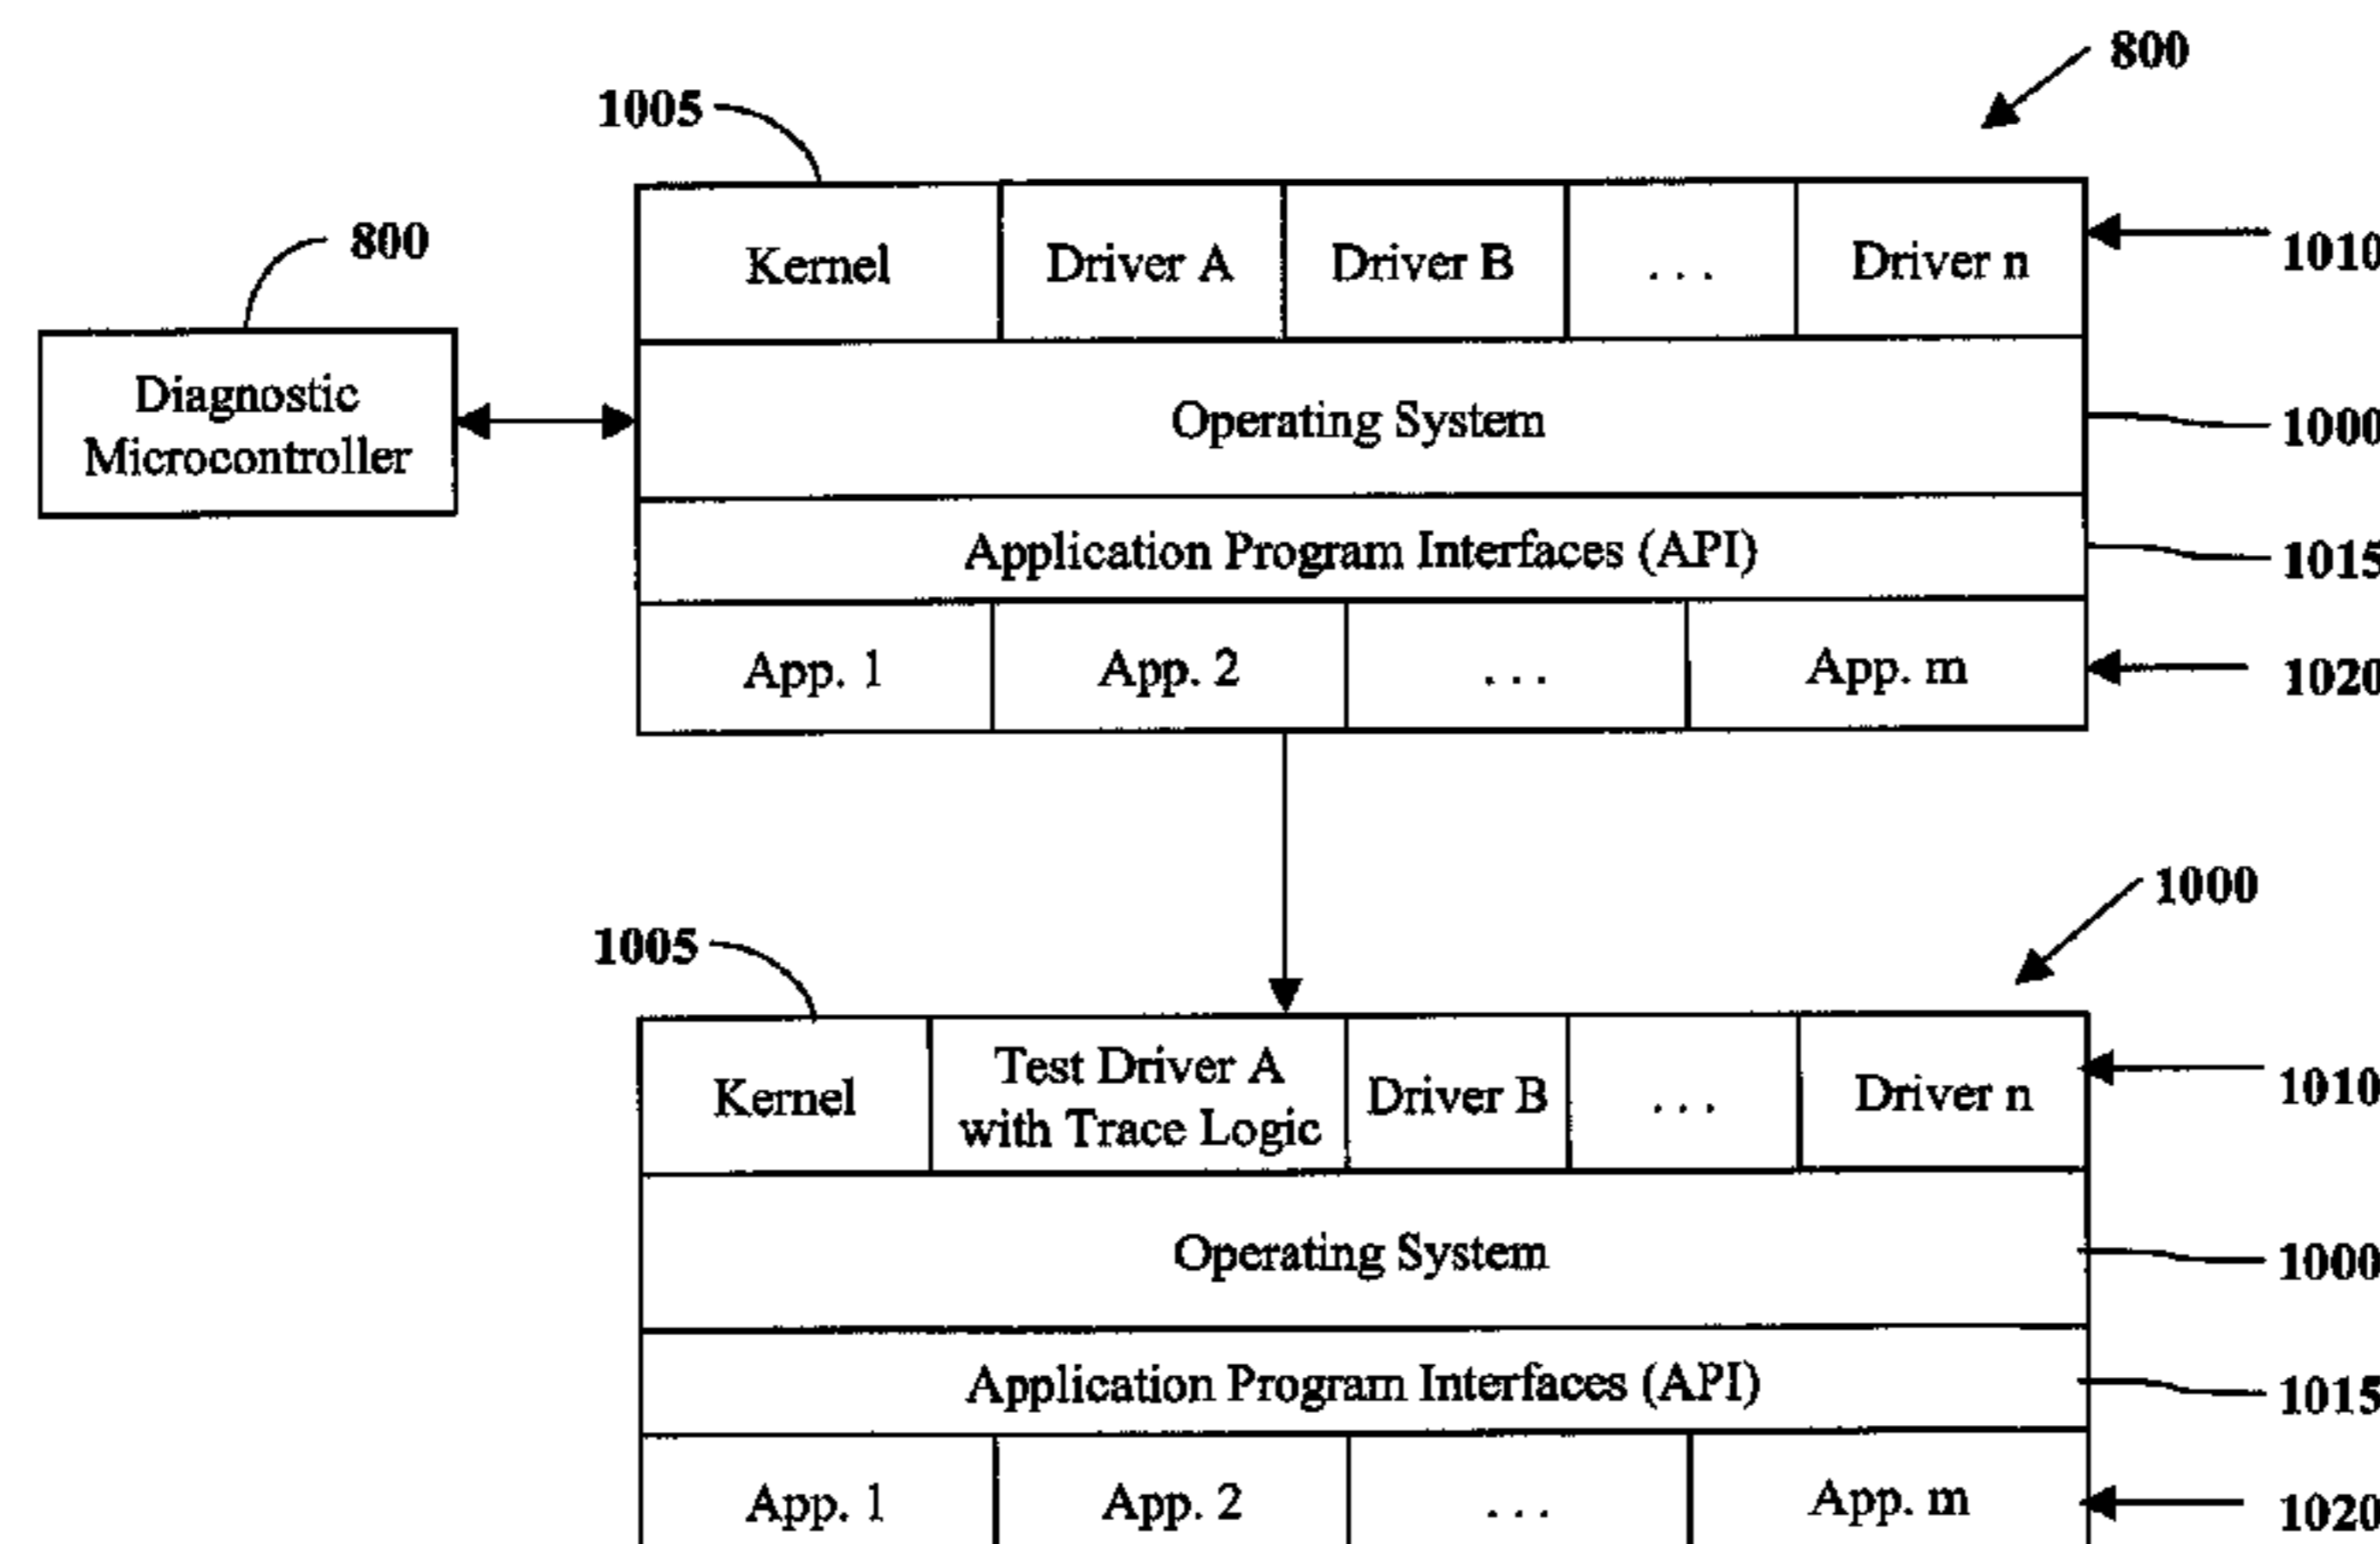 800
1005
800
Kernel
Driver A
Driver B
. . .
Driver n
1010
Diagnostic
Microcontroller
Operating System
1000
Application Program Interfaces (API)
1015
App. 1
App. 2
. . .
App. m
1020
1000
1005
Kernel
Test Driver A
with Trace Logic
Driver B
. . .
Driver n
1010
Operating System
1000
Application Program Interfaces (API)
1015
App. 1
App. 2
. . .
App. m
1020